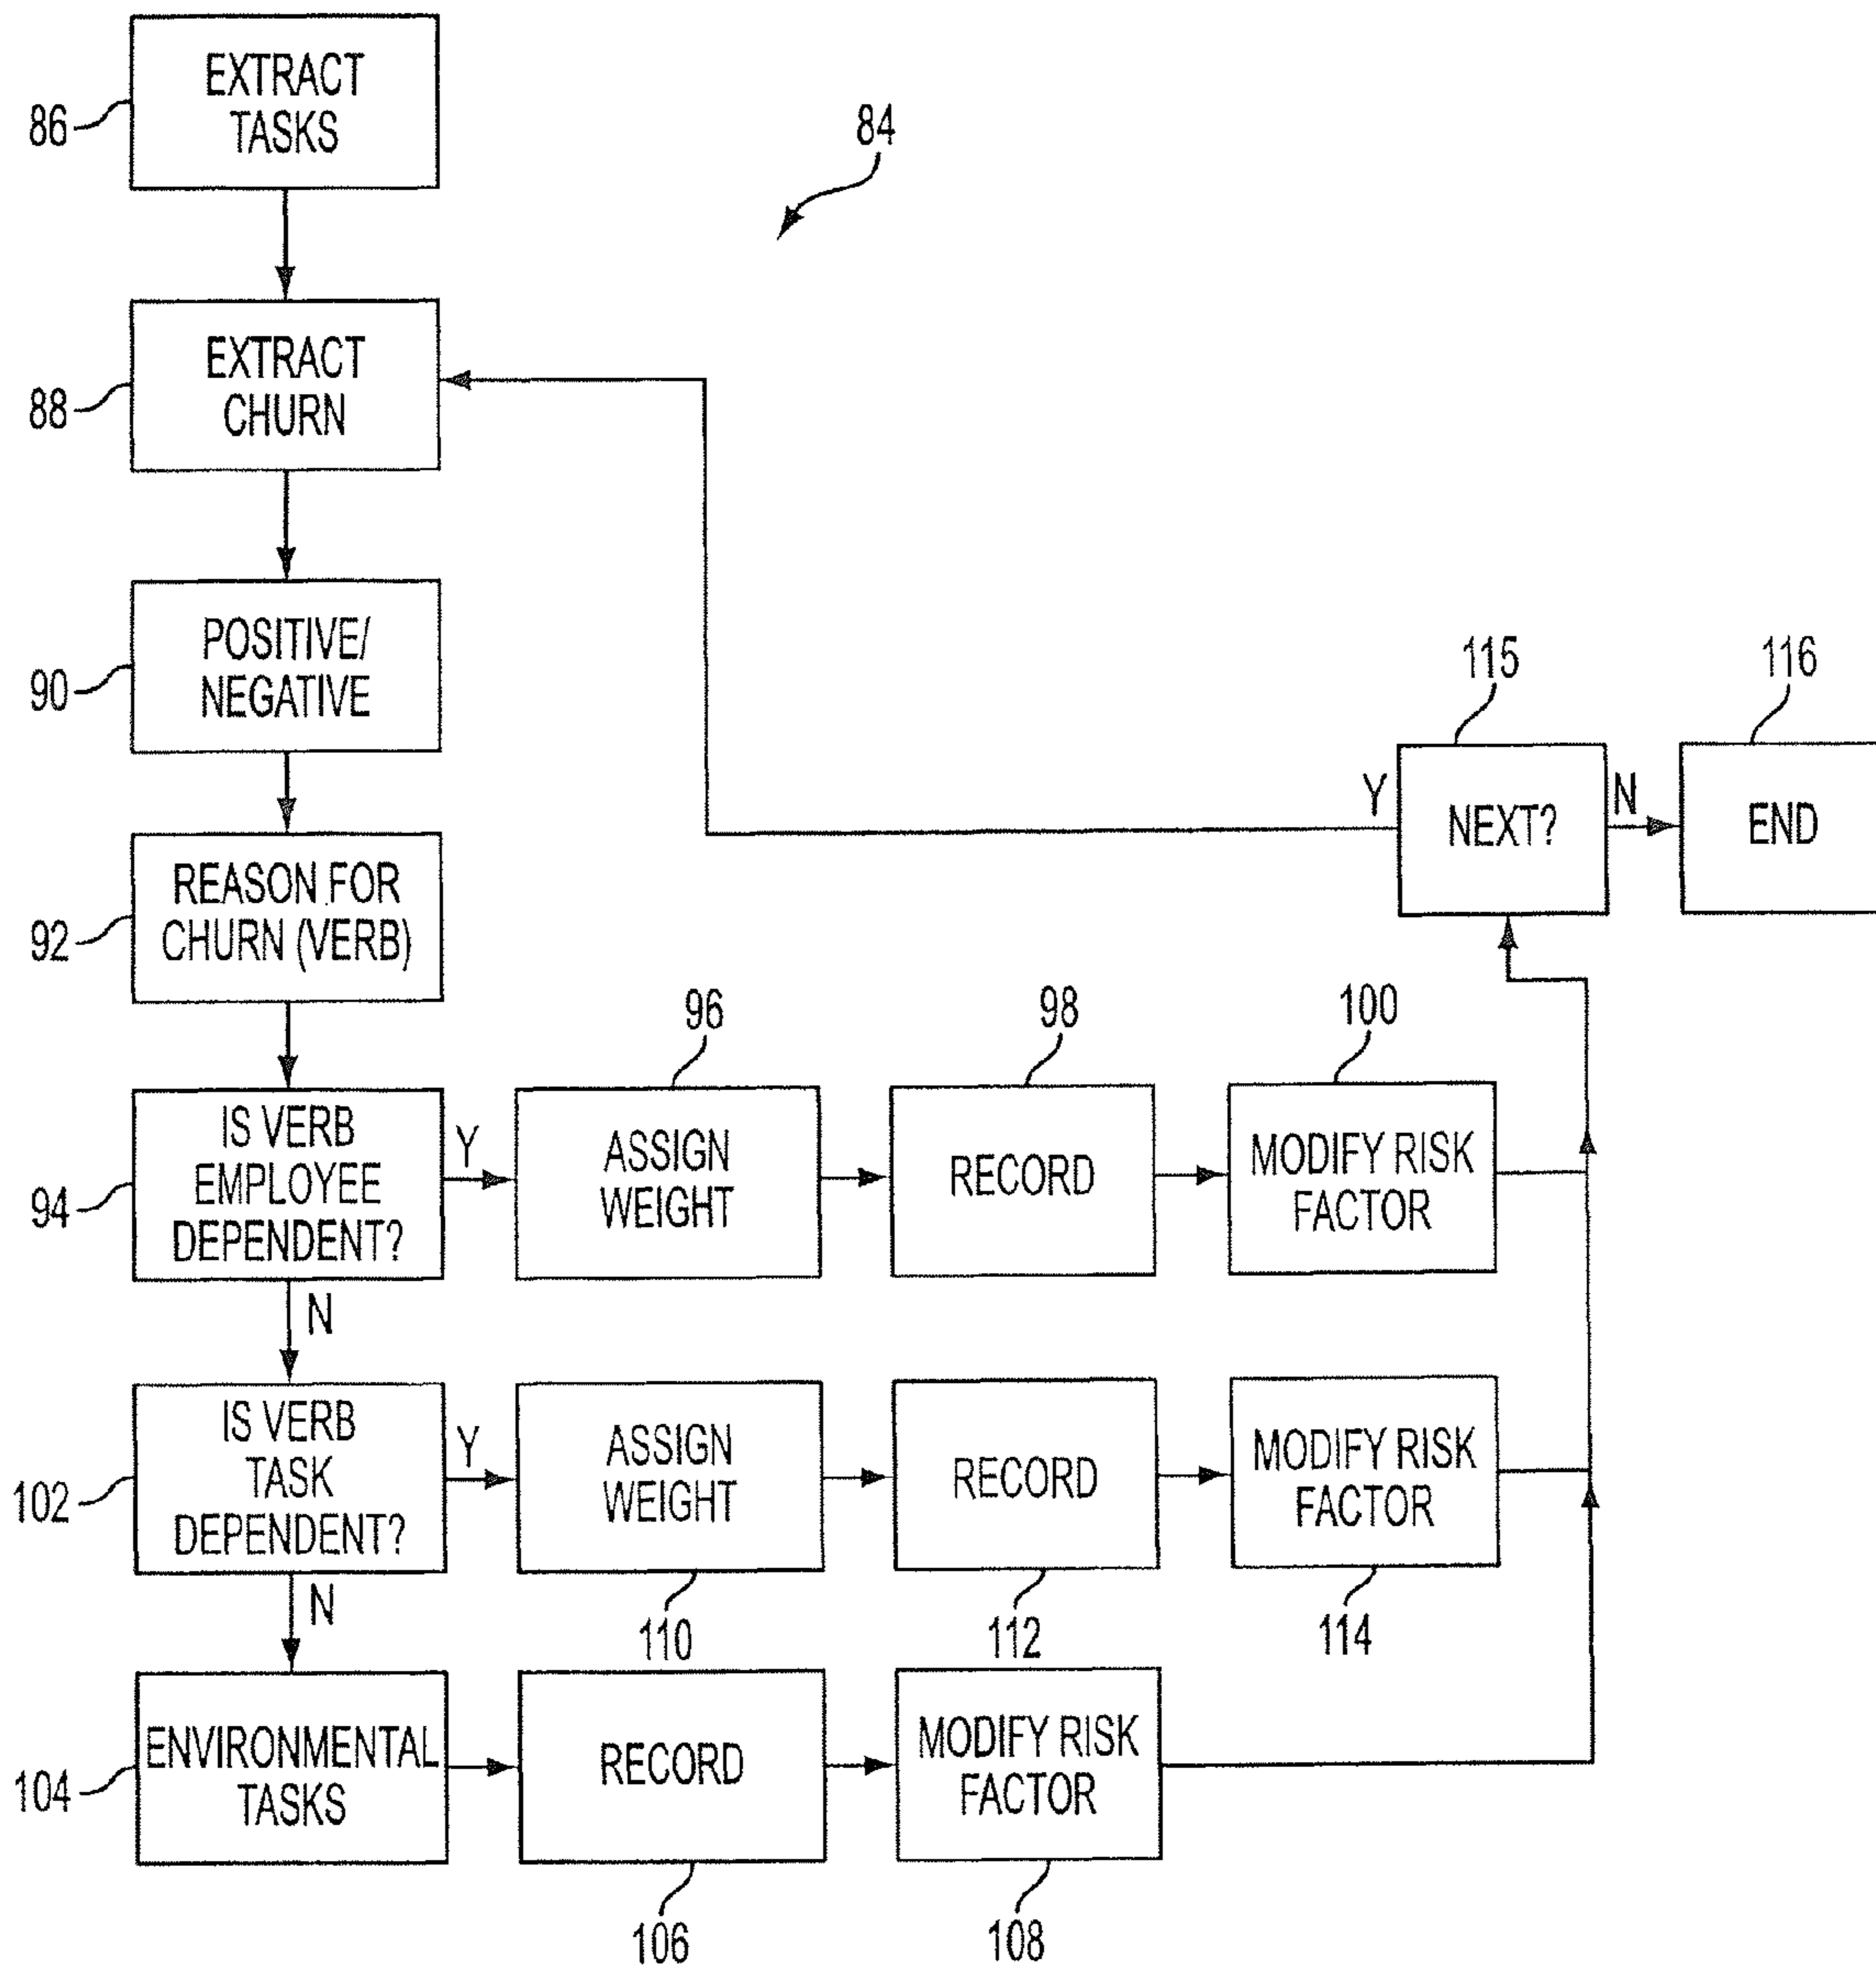 EXTRACT
TASKS
86
84
EXTRACT
CHURN
88
POSITIVE/
NEGATIVE
90
115
116
Y
NEXT?
N
END
REASON FOR
CHURN (VERB)
92
96
98
100
IS VERB
EMPLOYEE
DEPENDENT?
94
Y
ASSIGN
WEIGHT
RECORD
MODIFY RISK
FACTOR
N
IS VERB
TASK
DEPENDENT?
102
Y
ASSIGN
WEIGHT
RECORD
MODIFY RISK
FACTOR
N
110
112
114
ENVIRONMENTAL
TASKS
104
RECORD
MODIFY RISK
FACTOR
106
108